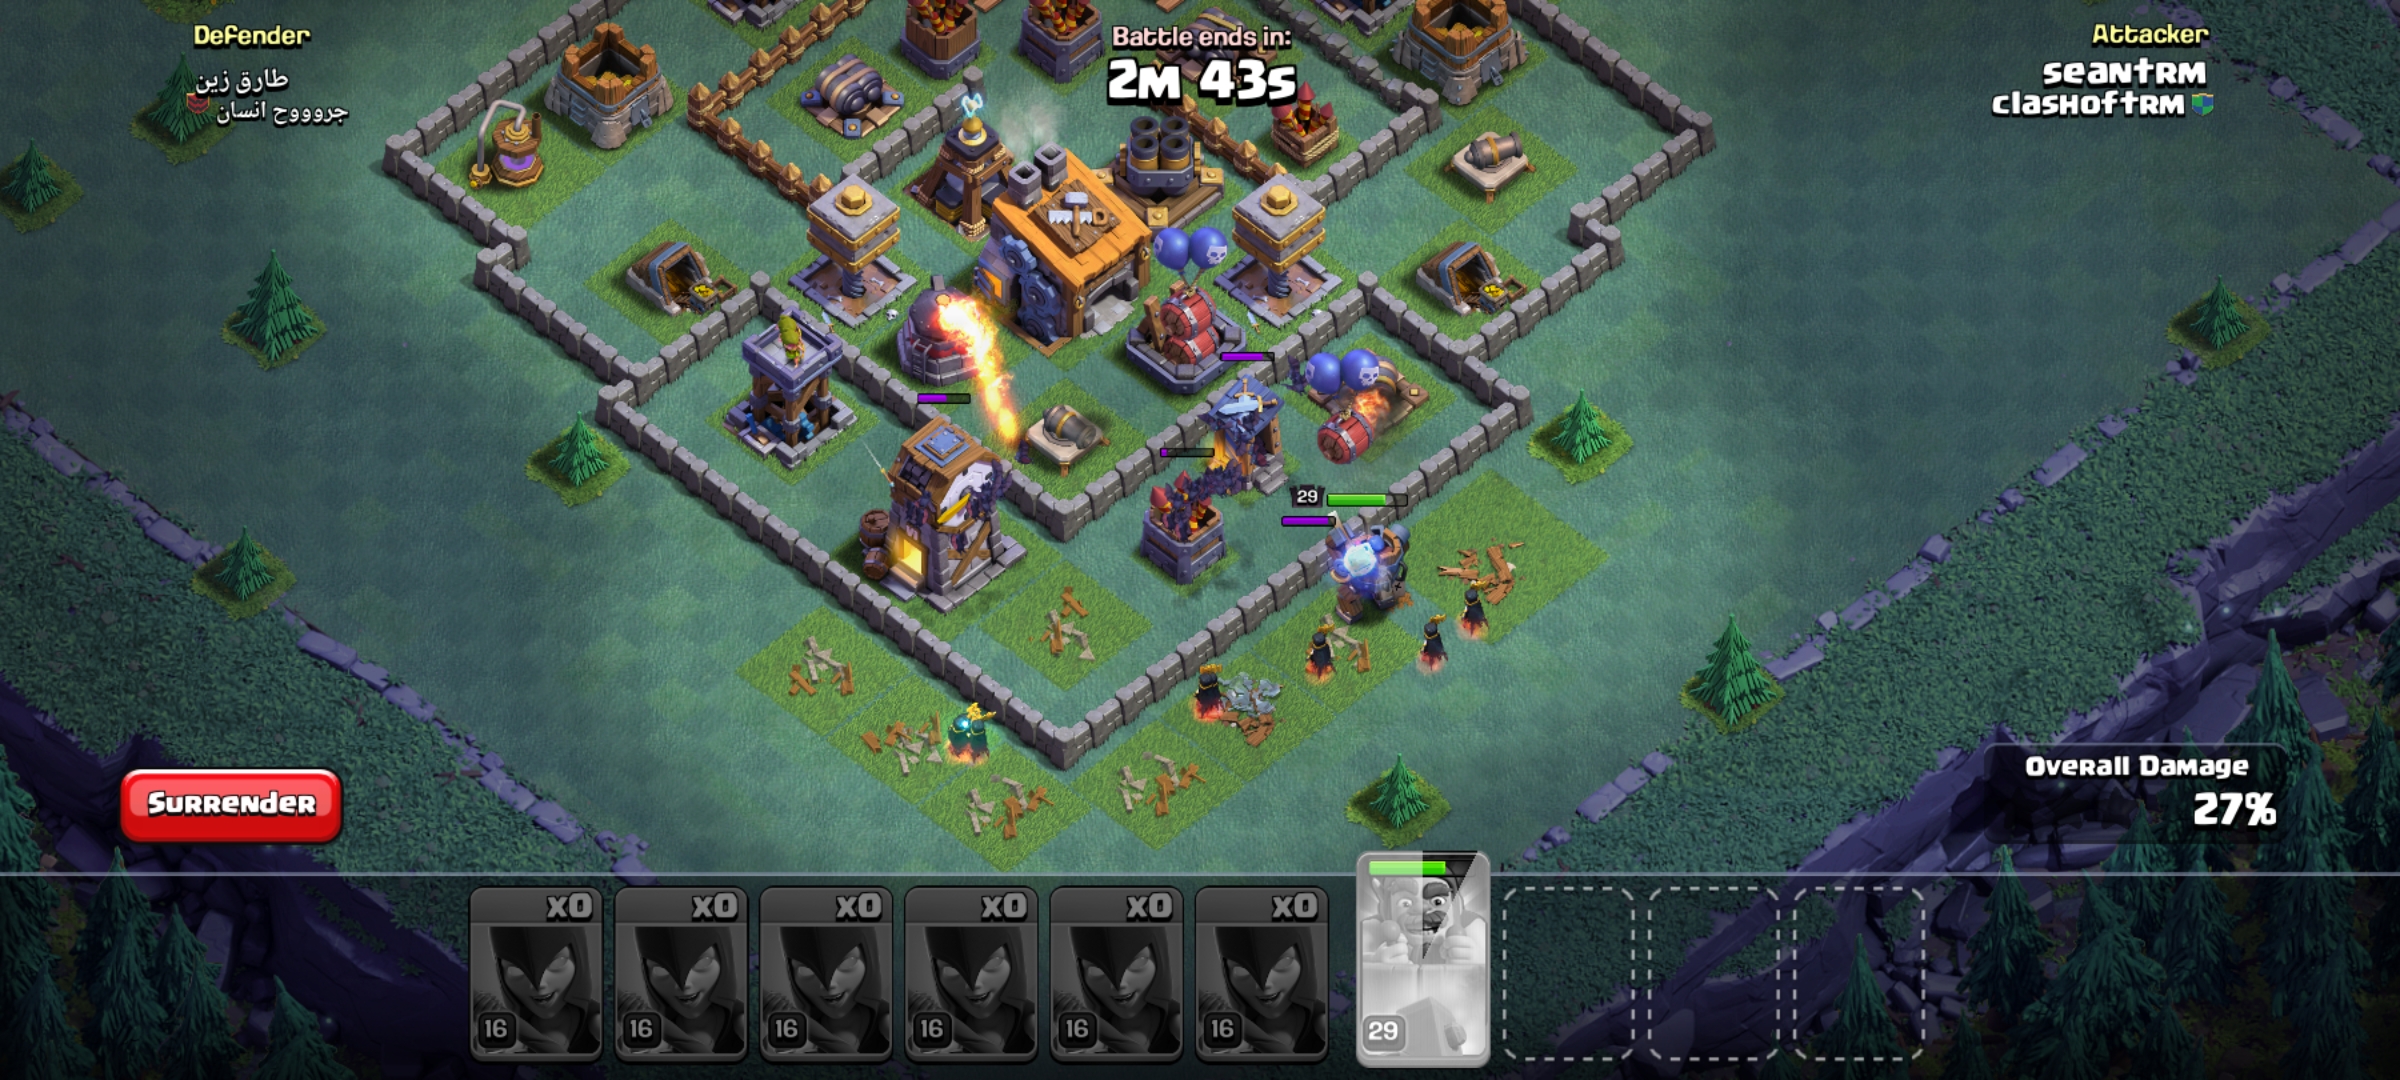 Defender
طارق زين
جروووح انسان
Battle ends in:
2M 43s
Attacker
seantRM
clashoftRM
29
Surrender
Overall Damage
27%
x0
x0
x0
x0
x0
x0
16
16
16
16
16
16
29